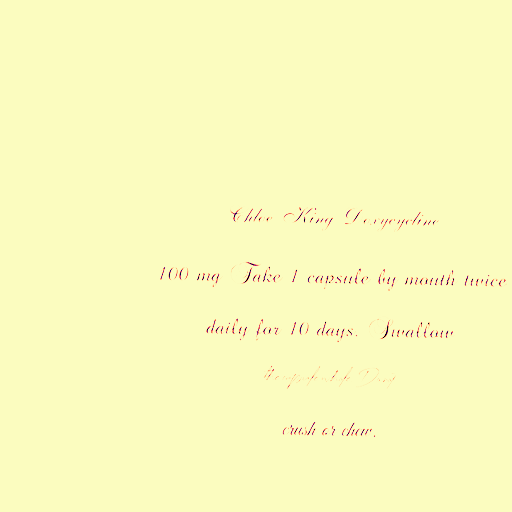 Chloe King Doxycycline
100 mg Take 1 capsule by mouth twice
daily for 10 days. Swallow
crush or chew.